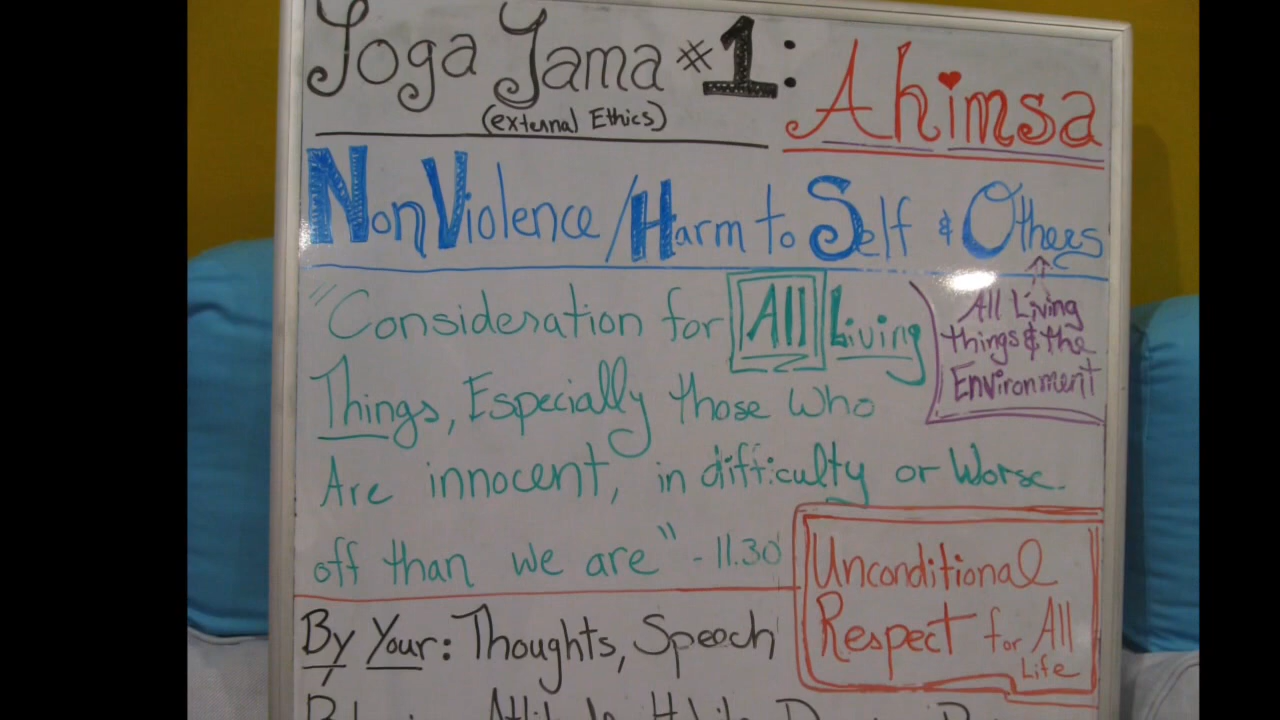 Yoga Yama #1: Ahimsa
(external Ethics)
NonViolence/Harm to Self & Others
"Consideration for All Living
Things, Especially those who
Are innocent, in difficulty or Worse
off than we are" - 11.30
All Living
things & the
Environment
Unconditional
Respect for All
Life
By Your: Thoughts, Speech